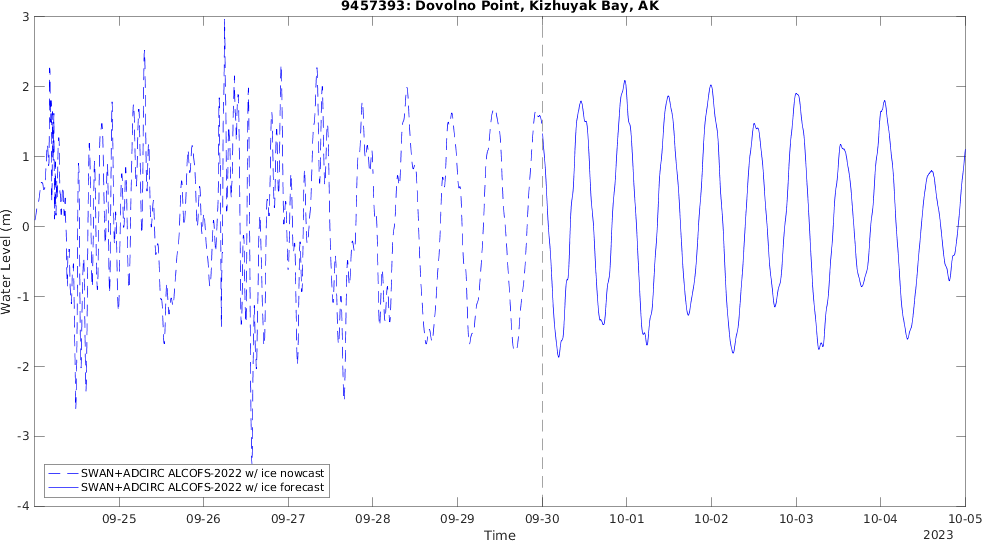 9457393: Dovolno Point, Kizhuyak Bay, AK
3
2
1
0
-1
-2
-3
-4
Water Level (m)
SWAN+ADCIRC ALCOFS-2022 w/ ice nowcast
SWAN+ADCIRC ALCOFS-2022 w/ ice forecast
09-25 09-26 09-27 09-28 09-29 09-30 10-01 10-02 10-03 10-04 10-05
Time
2023